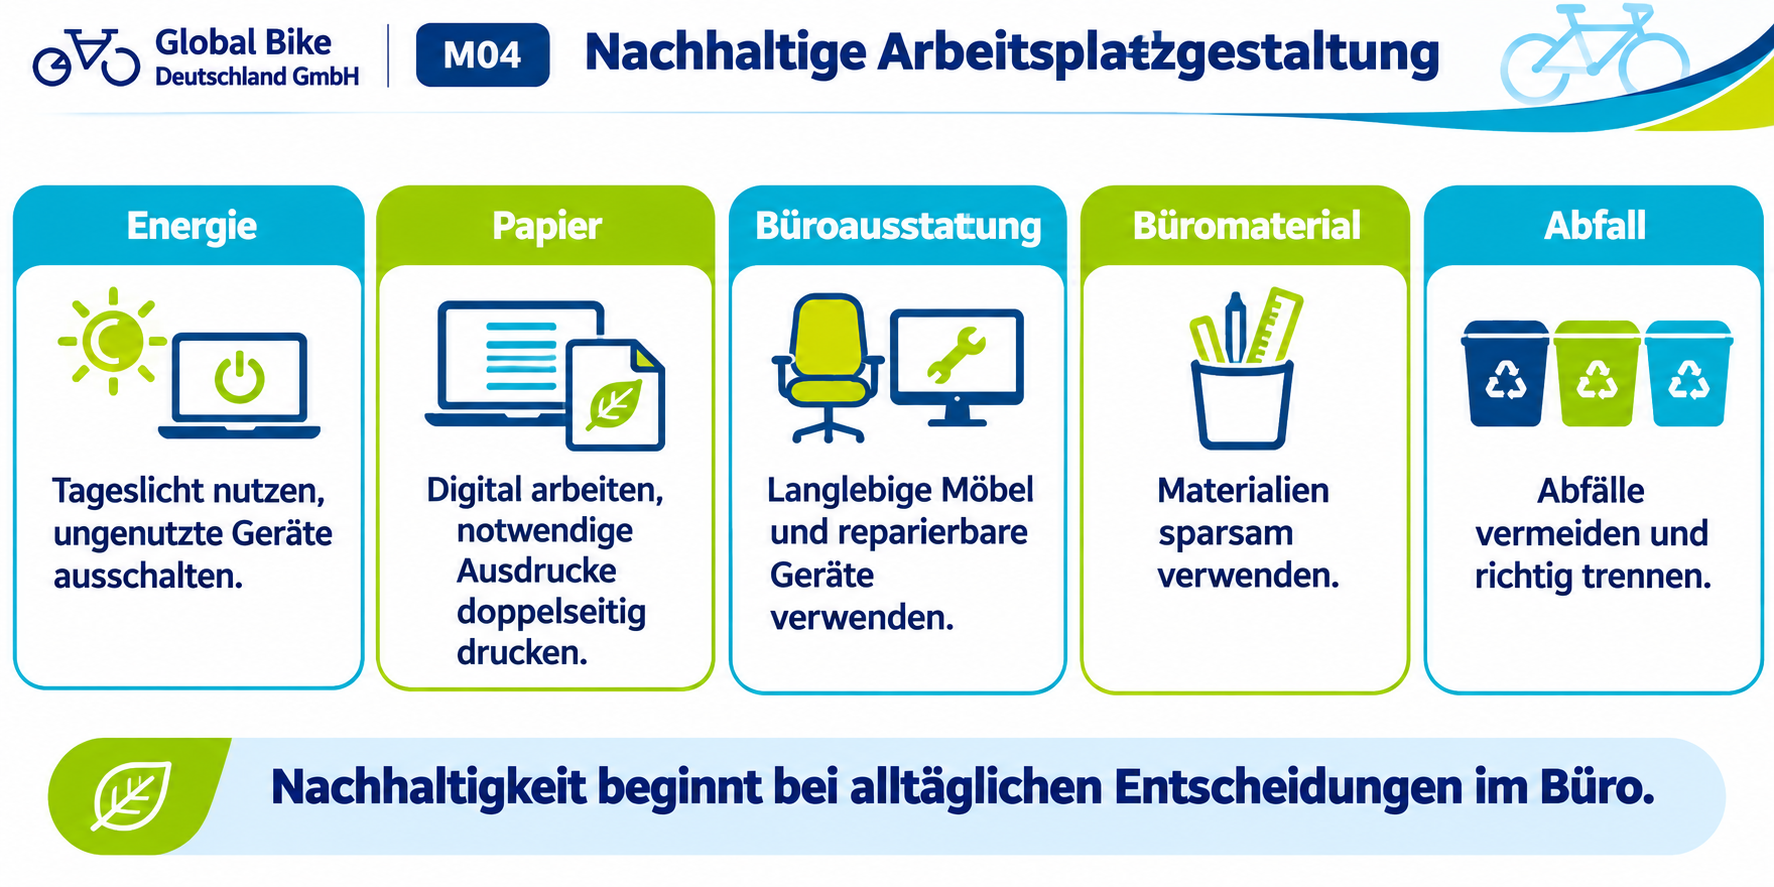 Global Bike
Deutschland GmbH
M04
Nachhaltige Arbeitsplatzgestaltung
Energie
Tageslicht nutzen,
ungenutzte Geräte
ausschalten.
Papier
Digital arbeiten,
notwendige
Ausdrucke
doppelseitig
drucken.
Büroausstattung
Langlebige Möbel
und reparierbare
Geräte
verwenden.
Büromaterial
Materialien
sparsam
verwenden.
Abfall
Abfälle
vermeiden und
richtig trennen.
Nachhaltigkeit beginnt bei alltäglichen Entscheidungen im Büro.